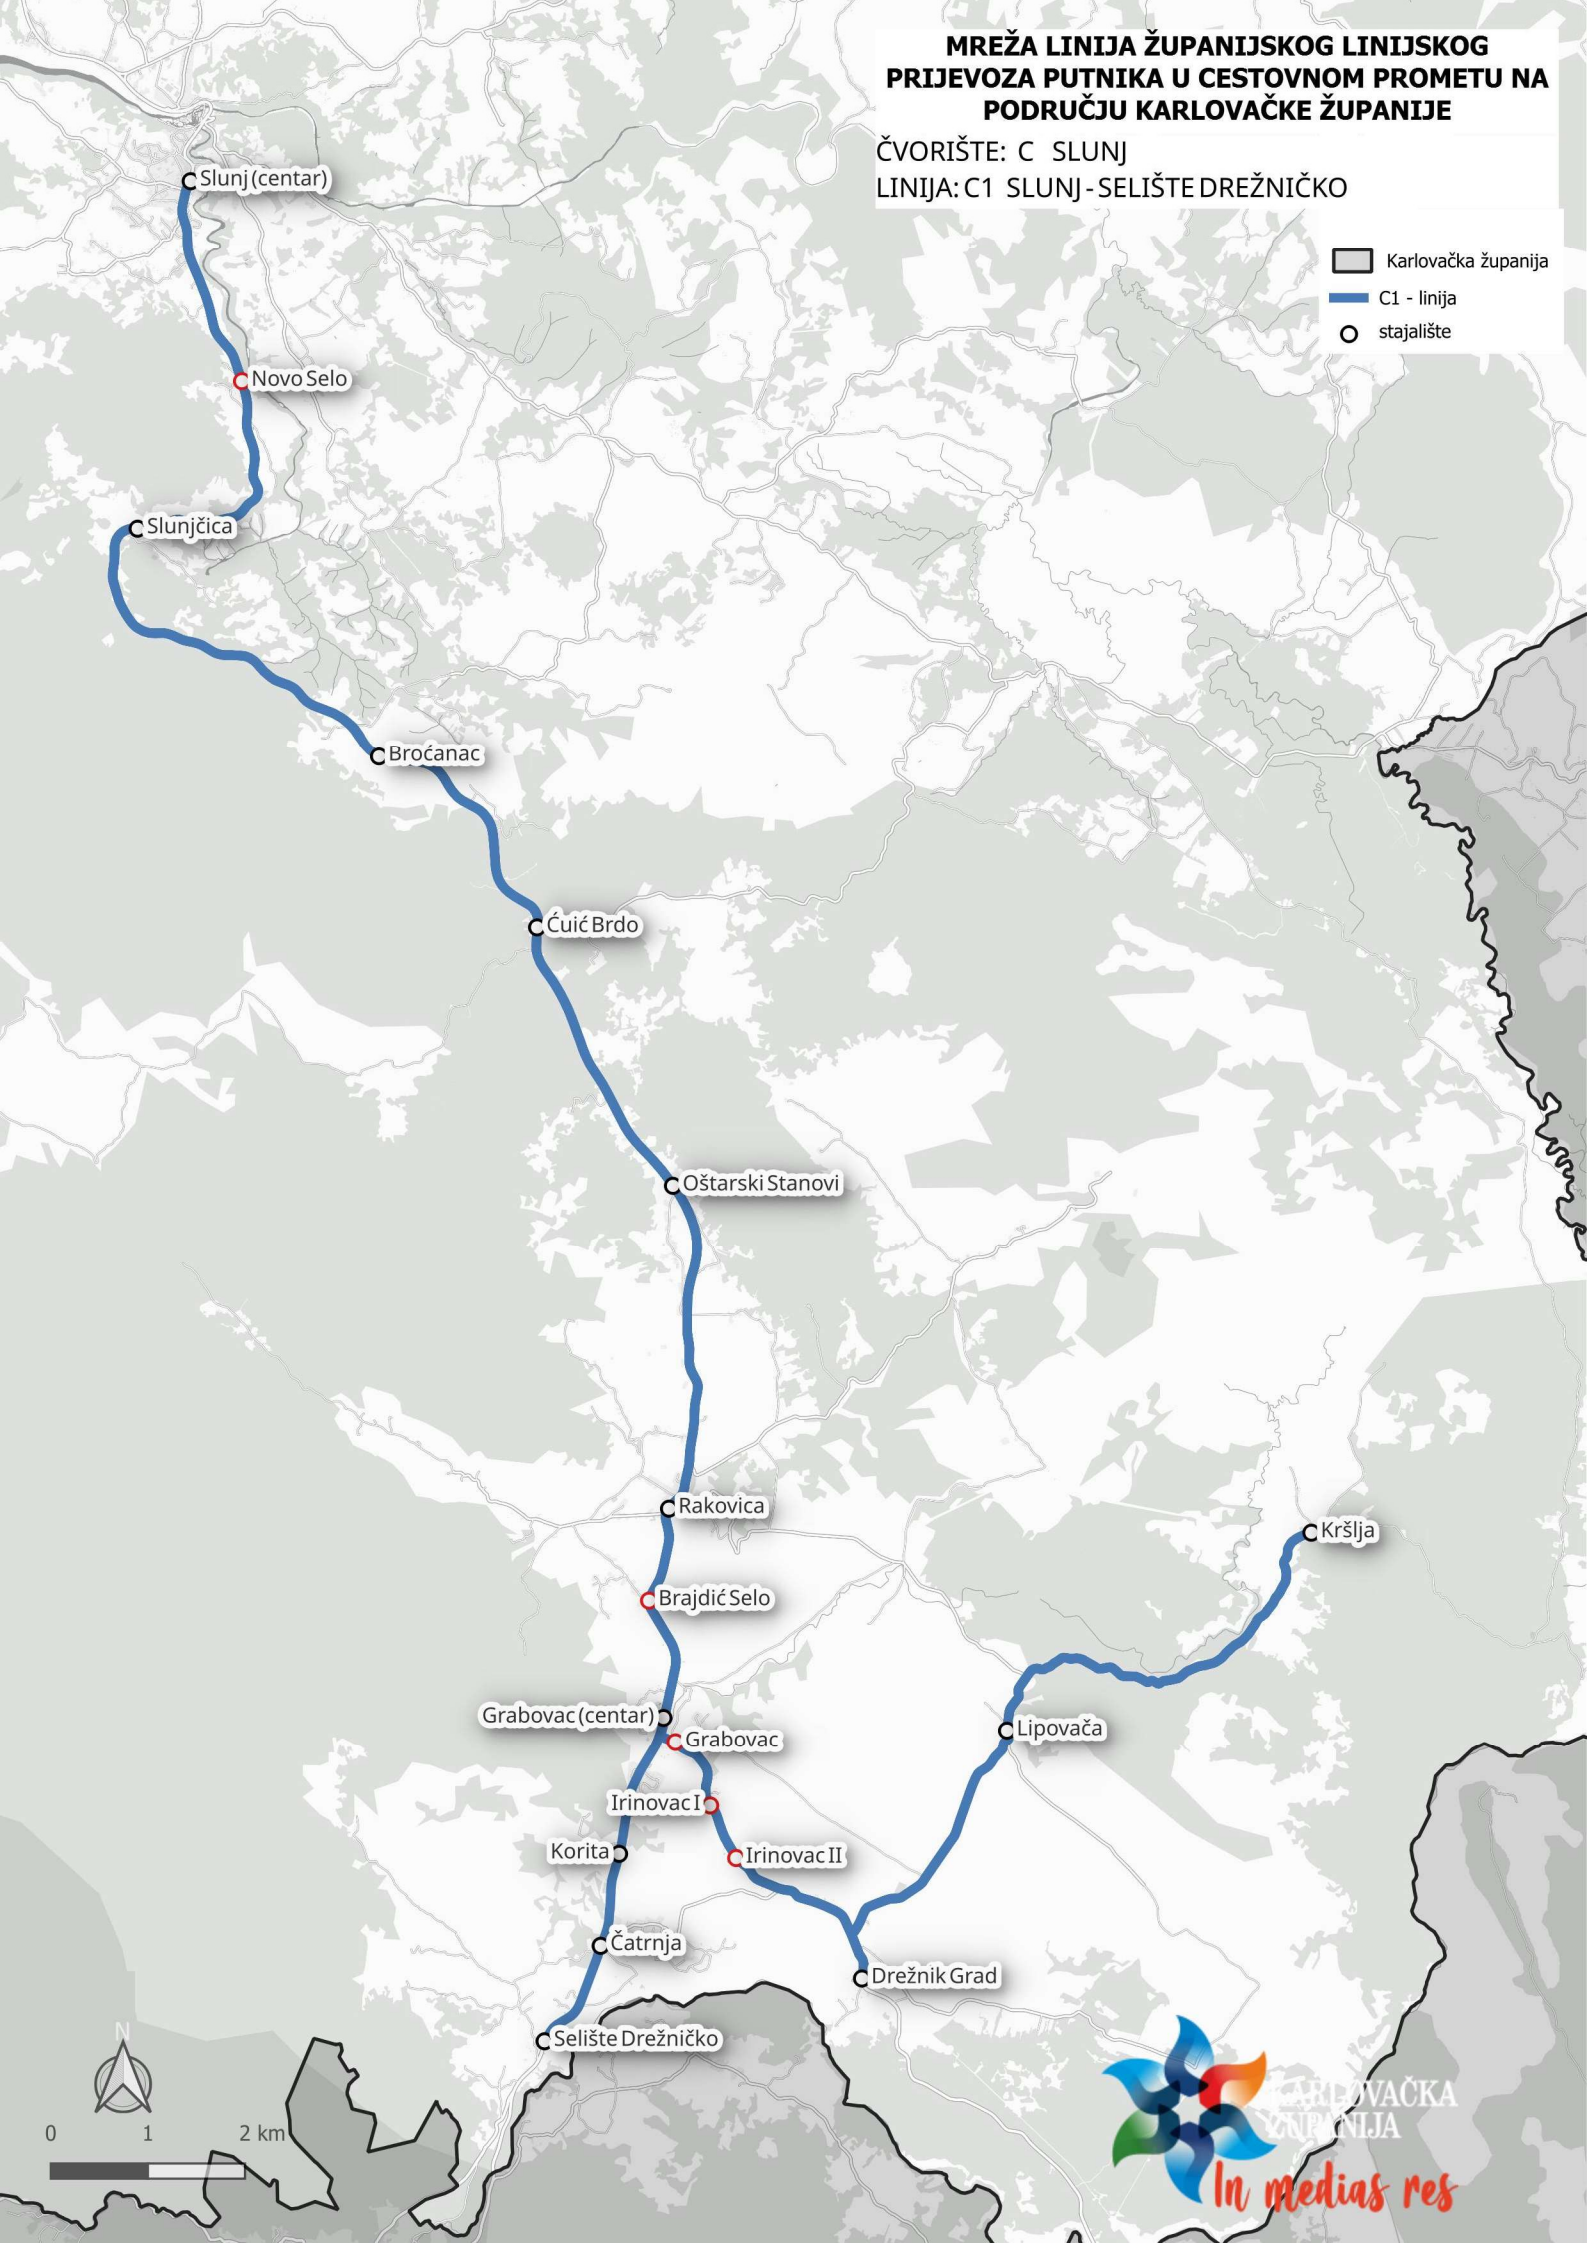 MREŽA LINIJA ŽUPANIJSKOG LINIJSKOG
PRIJEVOZA PUTNIKA U CESTOVNOM PROMETU NA
PODRUČJU KARLOVAČKE ŽUPANIJE
ČVORIŠTE: C SLUNJ
LINIJA: C1 SLUNJ - SELIŠTE DREŽNIČKO
Karlovačka županija
C1 - linija
stajalište
Slunj (centar)
Novo Selo
Slunjčica
Broćanac
Ćuić Brdo
Oštarski Stanovi
Rakovica
Kršlja
Brajdić Selo
Grabovac (centar)
Grabovac
Lipovača
Irinovac I
Korita
Irinovac II
Čatrnja
Drežnik Grad
Selište Drežničko
N
0 1 2 km
KARLOVAČKA
ŽUPANIJA
In medias res